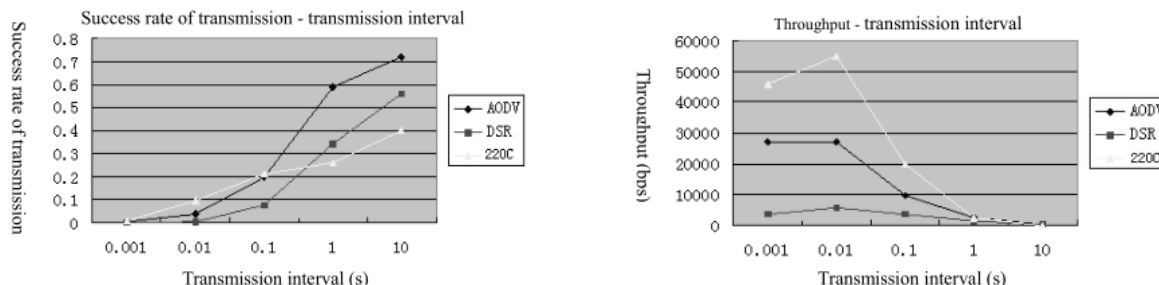 Success rate of transmission - transmission interval
Success rate of transmission
0.8
0.7
0.6
0.5
0.4
0.3
0.2
0.1
0
0.001 0.01 0.1 1 10
Transmission interval (s)
AODV
DSR
220C
Throughput - transmission interval
Throughput (bps)
60000
50000
40000
30000
20000
10000
0
0.001 0.01 0.1 1 10
Transmission interval (s)
AODV
DSR
220C